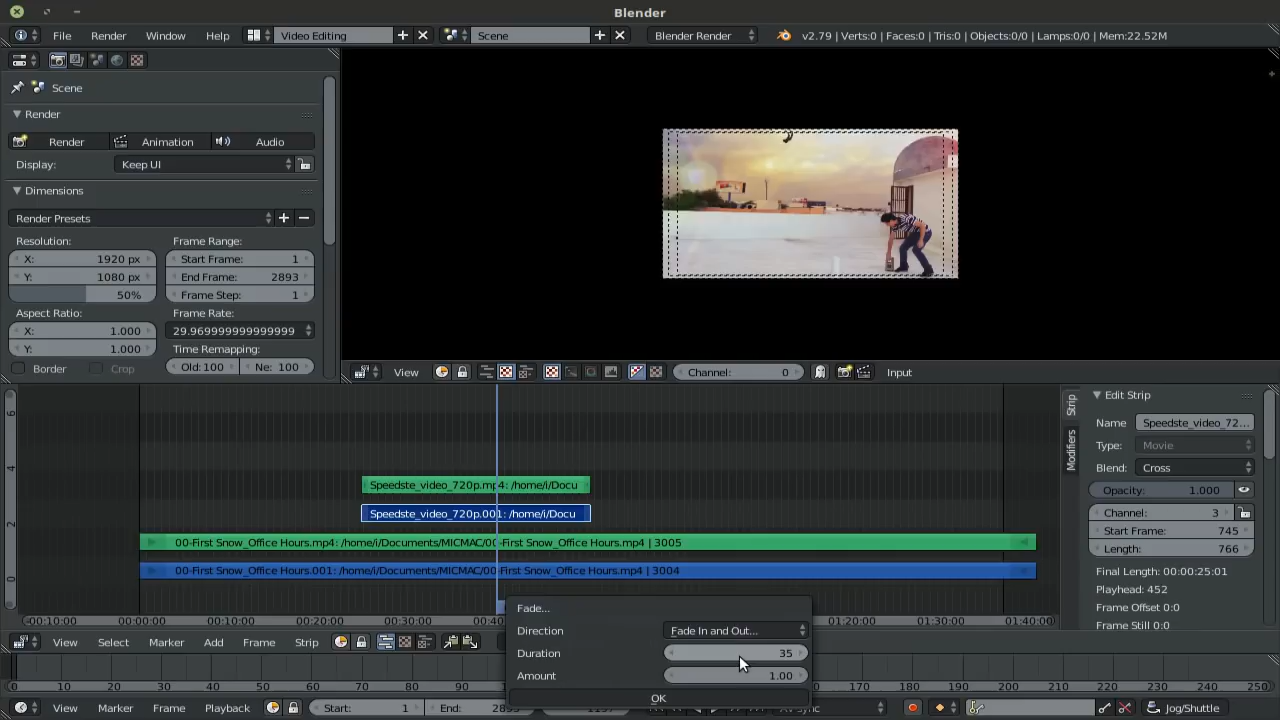 Blender
File Render Window Help Video Editing Scene Blender Render v2.79 | Verts:0 | Faces:0 | Tris:0 | Objects:0/0 | Lamps:0/0 | Mem:22.52M
Scene
Render
Render Animation Audio
Display: Keep UI
Dimensions
Render Presets
Resolution: Frame Range:
X: 1920 px Start Frame: 1
Y: 1080 px End Frame: 2893
50% Frame Step: 1
Aspect Ratio: Frame Rate:
X: 1.000 29.969999999999999
Y: 1.000 Time Remapping:
Border Crop Old:100 Ne: 100
View Channel: 0 Input
Strip
Modifiers
Edit Strip
Name Speedste_video_72...
Type: Movie
Blend: Cross
Opacity: 1.000
Channel: 3
Start Frame: 745
Length: 766
Final Length: 00:00:25:01
Playhead: 452
Frame Offset 0:0
Frame Still 0:0
6
4
2
0
Speedste_video_720p.mp4: /home/i/Docu
Speedste_video_720p.001: /home/i/Docu
00-First Snow_Office Hours.mp4: /home/i/Documents/MICMAC/00-First Snow_Office Hours.mp4 | 3005
00-First Snow_Office Hours.001: /home/i/Documents/MICMAC/00-First Snow_Office Hours.mp4 | 3004
-00:10:00 00:00:00 00:10:00 00:20:00 00:30:00 01:20:00 01:30:00 01:40:00
Fade...
Direction Fade In and Out...
Duration 35
Amount 1.00
OK
View Select Marker Add Frame Strip
0 10 20 30 40 50 60 70 80 90 170 180 190 200 210 220 230 240 250
View Marker Frame Playback Start: 1 End: Jog/Shuttle